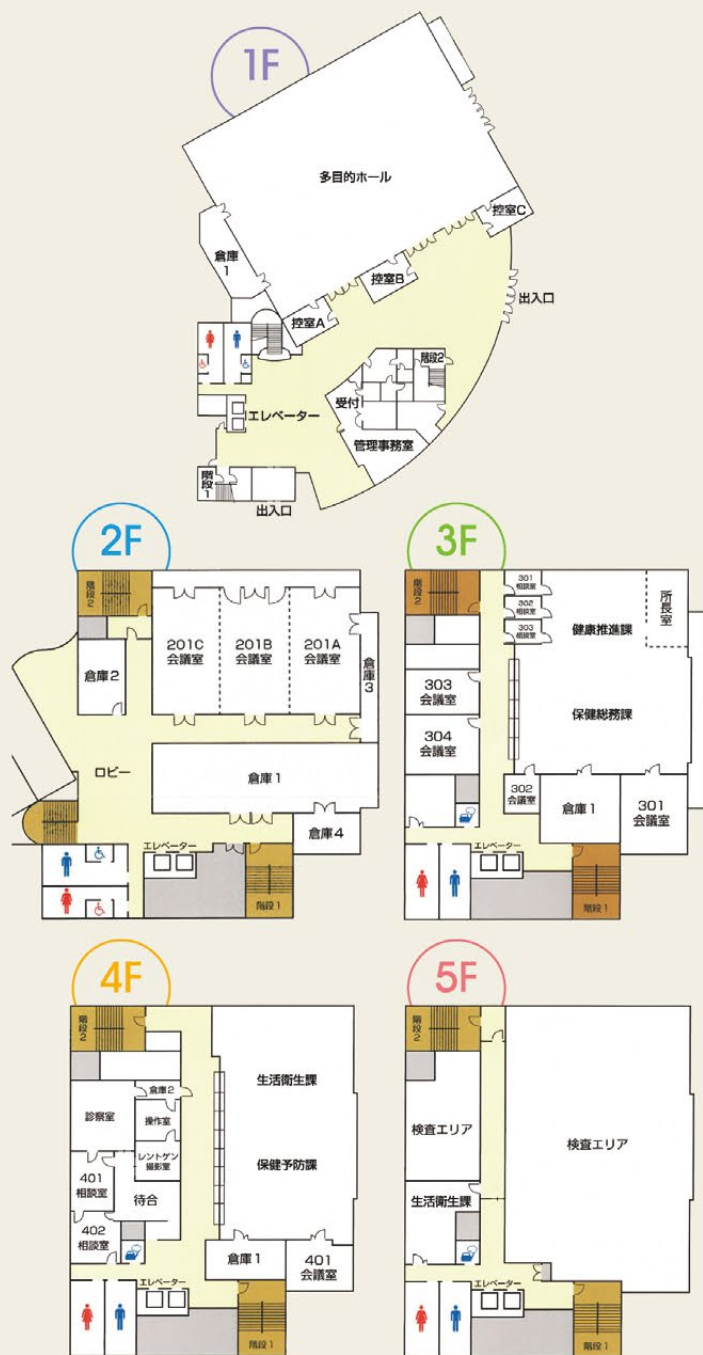 1F
多目的ホール
控室C
倉庫
1
控室B
出入口
控室A
階段2
受付
エレベーター
管理事務室
階段1
出入口
2F
階段2
201C
会議室
201B
会議室
201A
会議室
倉庫2
倉庫3
ロビー
倉庫1
倉庫4
エレベーター
階段1
3F
階段2
301
相談室
302
相談室
303
相談室
所長室
健康推進課
303
会議室
保健総務課
304
会議室
302
会議室
倉庫1
301
会議室
エレベーター
階段1
4F
階段2
生活衛生課
倉庫2
診察室
操作室
レントゲン
撮影室
保健予防課
401
相談室
待合
402
相談室
倉庫1
401
会議室
エレベーター
階段1
5F
階段2
検査エリア
検査エリア
生活衛生課
エレベーター
階段1